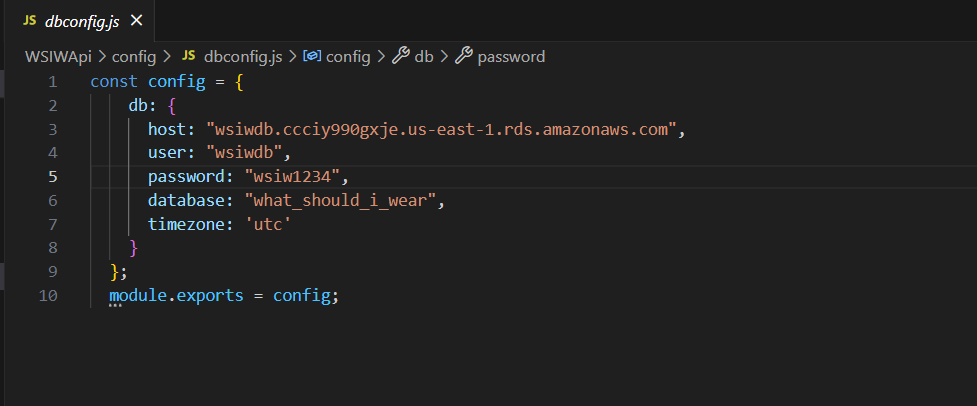 JS dbconfig.js ×
WSIWApi > config > JS dbconfig.js > config > db > password
1 const config = {
2 db: {
3 host: "wsiwdb.ccciy990gxje.us-east-1.rds.amazonaws.com",
4 user: "wsiwdb",
5 password: "wsiw1234",
6 database: "what_should_i_wear",
7 timezone: 'utc'
8 }
9 };
10 module.exports = config;